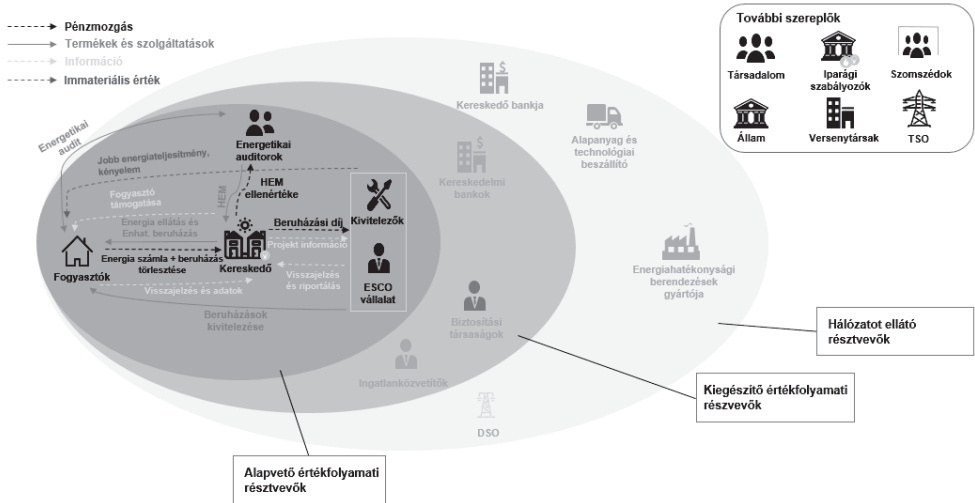 Pénzmozgás
Termékek és szolgáltatások
Információ
Immateriális érték
További szereplők
Társadalom
Iparági
szabályozók
Szomszédok
Állam
Versenytársak
TSO
Kereskedő bankja
Alapanyag és
technológiai
beszállító
Energetikai
audit
Energetikai
auditorok
Jobb energiateljesítmény,
kényelem
Kereskedelmi
bankok
HEM
HEM
ellenértéke
Fogyasztó
támogatása
Kivitelezők
Beruházási díj
Energia ellátás és
Enhat. beruházás
Projekt információ
Energiahatékonysági
berendezések
gyártója
Fogyasztók
Energia számla + beruházás
törlesztése
Kereskedő
Visszajelzés
és riportálás
ESCO
vállalat
Visszajelzés és adatok
Beruházások
kivitelezése
Biztosítási
társaságok
Hálózatot ellátó
résztvevők
Ingatlanközvetítők
Kiegészítő értékfolyamati
részvevők
DSO
Alapvető értékfolyamati
résztvevők